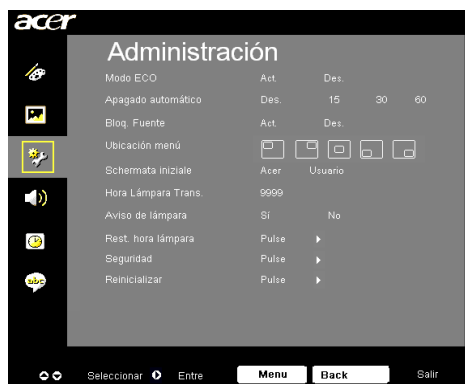 acer
Administración
Modo ECO Act. Des.
Apagado automático Des. 15 30 60
Bloq. Fuente Act. Des.
Ubicación menú
Schermata iniziale Acer Usuario
Hora Lámpara Trans. 9999
Aviso de lámpara Sí No
Rest. hora lámpara Pulse
Seguridad Pulse
Reinicializar Pulse
abc
Seleccionar Entre Menu Back Salir